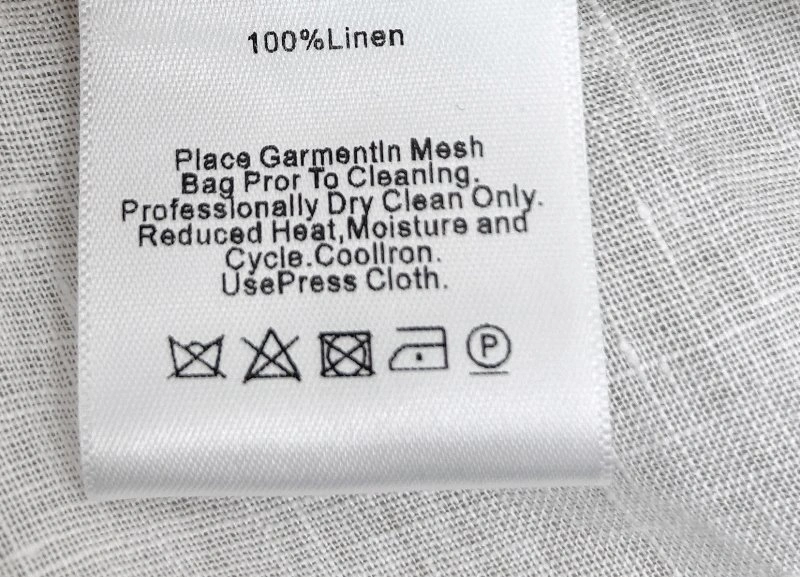 100%Linen
Place GarmentIn Mesh
Bag Pror To Cleaning.
Professionally Dry Clean Only.
Reduced Heat,Moisture and
Cycle.CoolIron.
UsePress Cloth.
P